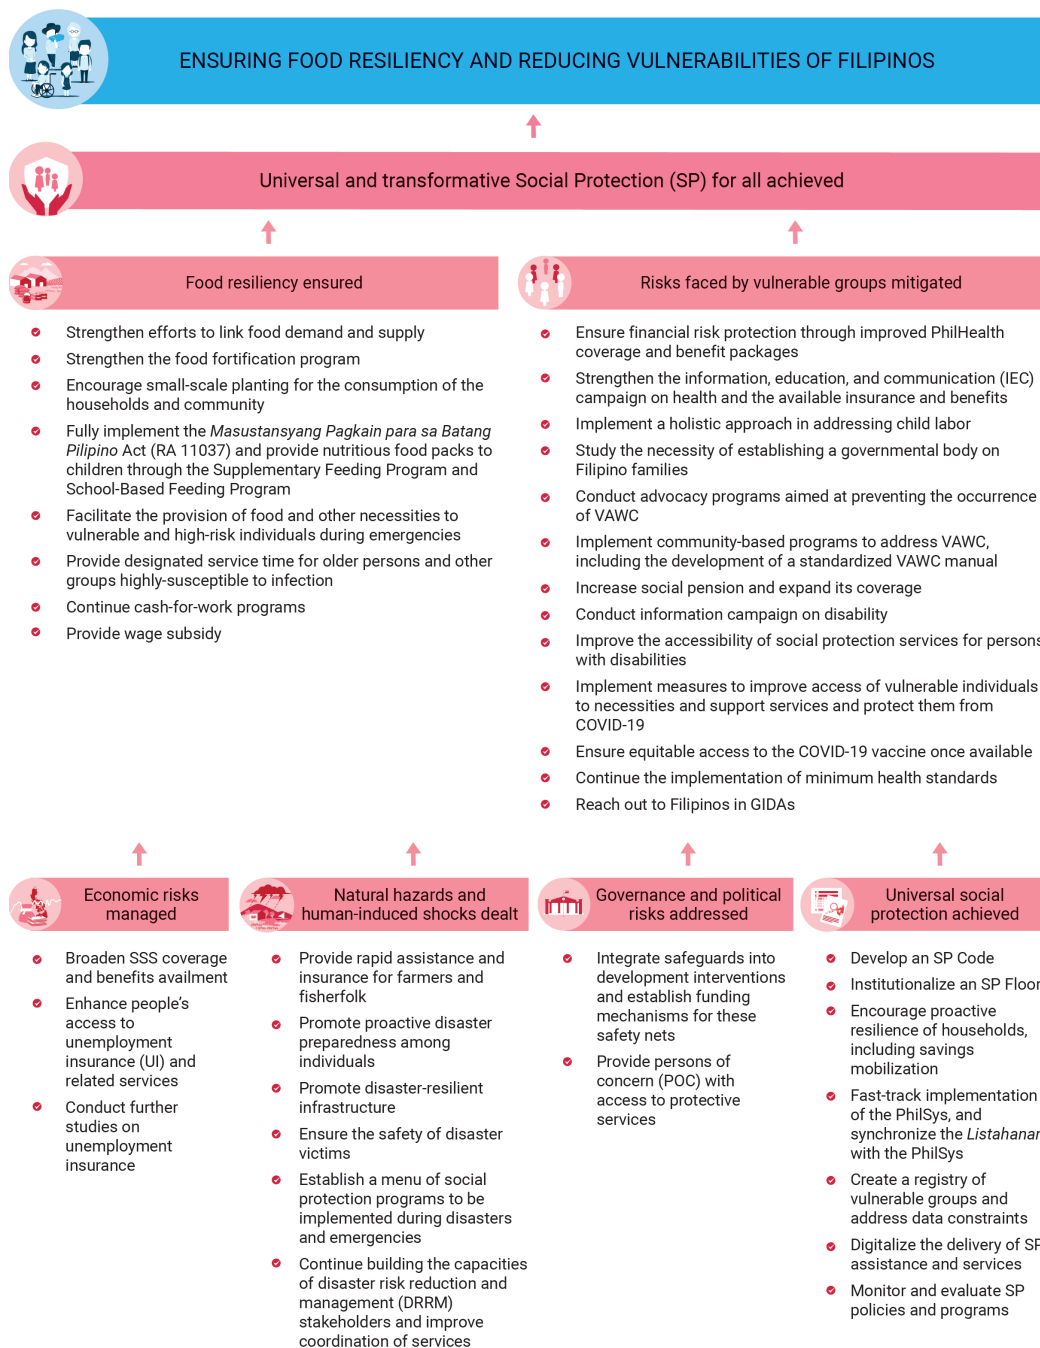 ENSURING FOOD RESILIENCY AND REDUCING VULNERABILITIES OF FILIPINOS
Universal and transformative Social Protection (SP) for all achieved
Food resiliency ensured
Strengthen efforts to link food demand and supply
Strengthen the food fortification program
Encourage small-scale planting for the consumption of the
households and community
Fully implement the Masustansyang Pagkain para sa Batang
Pilipino Act (RA 11037) and provide nutritious food packs to
children through the Supplementary Feeding Program and
School-Based Feeding Program
Facilitate the provision of food and other necessities to
vulnerable and high-risk individuals during emergencies
Provide designated service time for older persons and other
groups highly-susceptible to infection
Continue cash-for-work programs
Provide wage subsidy
Risks faced by vulnerable groups mitigated
Ensure financial risk protection through improved PhilHealth
coverage and benefit packages
Strengthen the information, education, and communication (IEC)
campaign on health and the available insurance and benefits
Implement a holistic approach in addressing child labor
Study the necessity of establishing a governmental body on
Filipino families
Conduct advocacy programs aimed at preventing the occurrence
of VAWC
Implement community-based programs to address VAWC,
including the development of a standardized VAWC manual
Increase social pension and expand its coverage
Conduct information campaign on disability
Improve the accessibility of social protection services for persons
with disabilities
Implement measures to improve access of vulnerable individuals
to necessities and support services and protect them from
COVID-19
Ensure equitable access to the COVID-19 vaccine once available
Continue the implementation of minimum health standards
Reach out to Filipinos in GIDAs
Economic risks
managed
Broaden SSS coverage
and benefits availment
Enhance people's
access to
unemployment
insurance (UI) and
related services
Conduct further
studies on
unemployment
insurance
Natural hazards and
human-induced shocks dealt
Provide rapid assistance and
insurance for farmers and
fisherfolk
Promote proactive disaster
preparedness among
individuals
Promote disaster-resilient
infrastructure
Ensure the safety of disaster
victims
Establish a menu of social
protection programs to be
implemented during disasters
and emergencies
Continue building the capacities
of disaster risk reduction and
management (DRRM)
stakeholders and improve
coordination of services
Governance and political
risks addressed
Integrate safeguards into
development interventions
and establish funding
mechanisms for these
safety nets
Provide persons of
concern (POC) with
access to protective
services
Universal social
protection achieved
Develop an SP Code
Institutionalize an SP Floor
Encourage proactive
resilience of households,
including savings
mobilization
Fast-track implementation
of the PhilSys, and
synchronize the Listahanan
with the PhilSys
Create a registry of
vulnerable groups and
address data constraints
Digitalize the delivery of SP
assistance and services
Monitor and evaluate SP
policies and programs